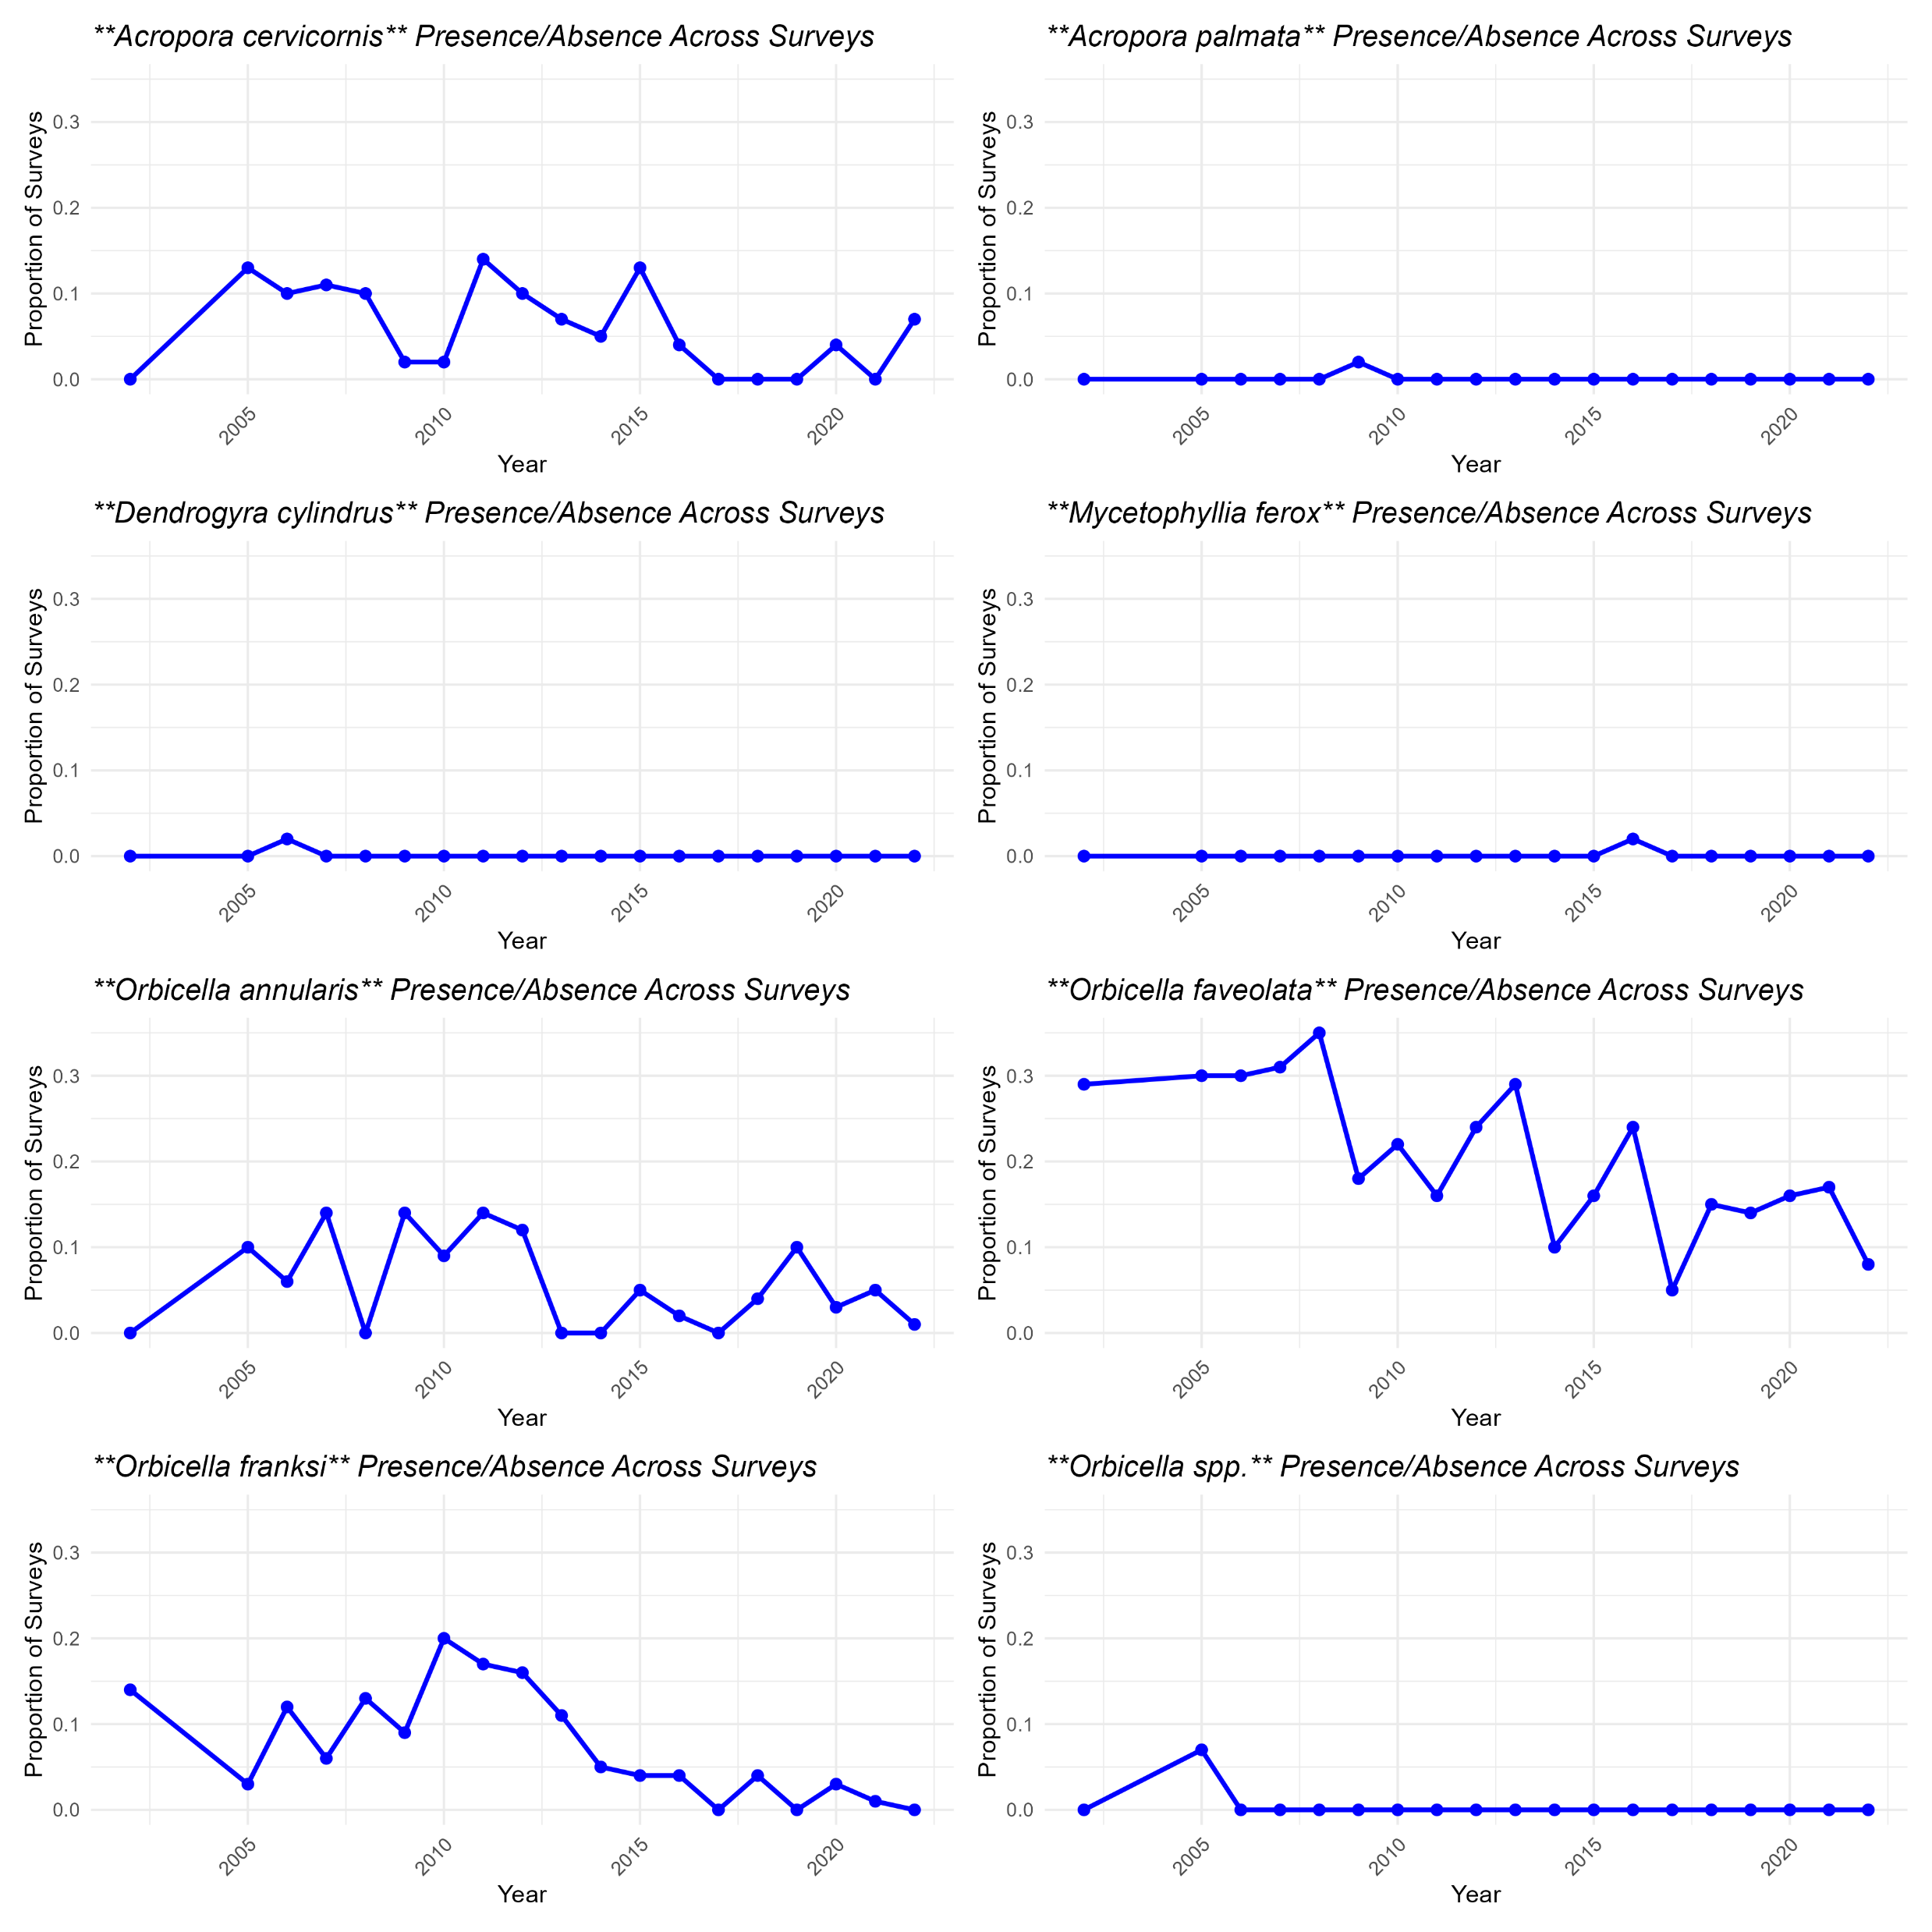 **Acropora cervicornis** Presence/Absence Across Surveys
Proportion of Surveys
0.3
0.2
0.1
0.0
2005
2010
2015
2020
Year
**Acropora palmata** Presence/Absence Across Surveys
Proportion of Surveys
0.3
0.2
0.1
0.0
2005
2010
2015
2020
Year
**Dendrogyra cylindrus** Presence/Absence Across Surveys
Proportion of Surveys
0.3
0.2
0.1
0.0
2005
2010
2015
2020
Year
**Mycetophyllia ferox** Presence/Absence Across Surveys
Proportion of Surveys
0.3
0.2
0.1
0.0
2005
2010
2015
2020
Year
**Orbicella annularis** Presence/Absence Across Surveys
Proportion of Surveys
0.3
0.2
0.1
0.0
2005
2010
2015
2020
Year
**Orbicella faveolata** Presence/Absence Across Surveys
Proportion of Surveys
0.3
0.2
0.1
0.0
2005
2010
2015
2020
Year
**Orbicella franksi** Presence/Absence Across Surveys
Proportion of Surveys
0.3
0.2
0.1
0.0
2005
2010
2015
2020
Year
**Orbicella spp.** Presence/Absence Across Surveys
Proportion of Surveys
0.3
0.2
0.1
0.0
2005
2010
2015
2020
Year